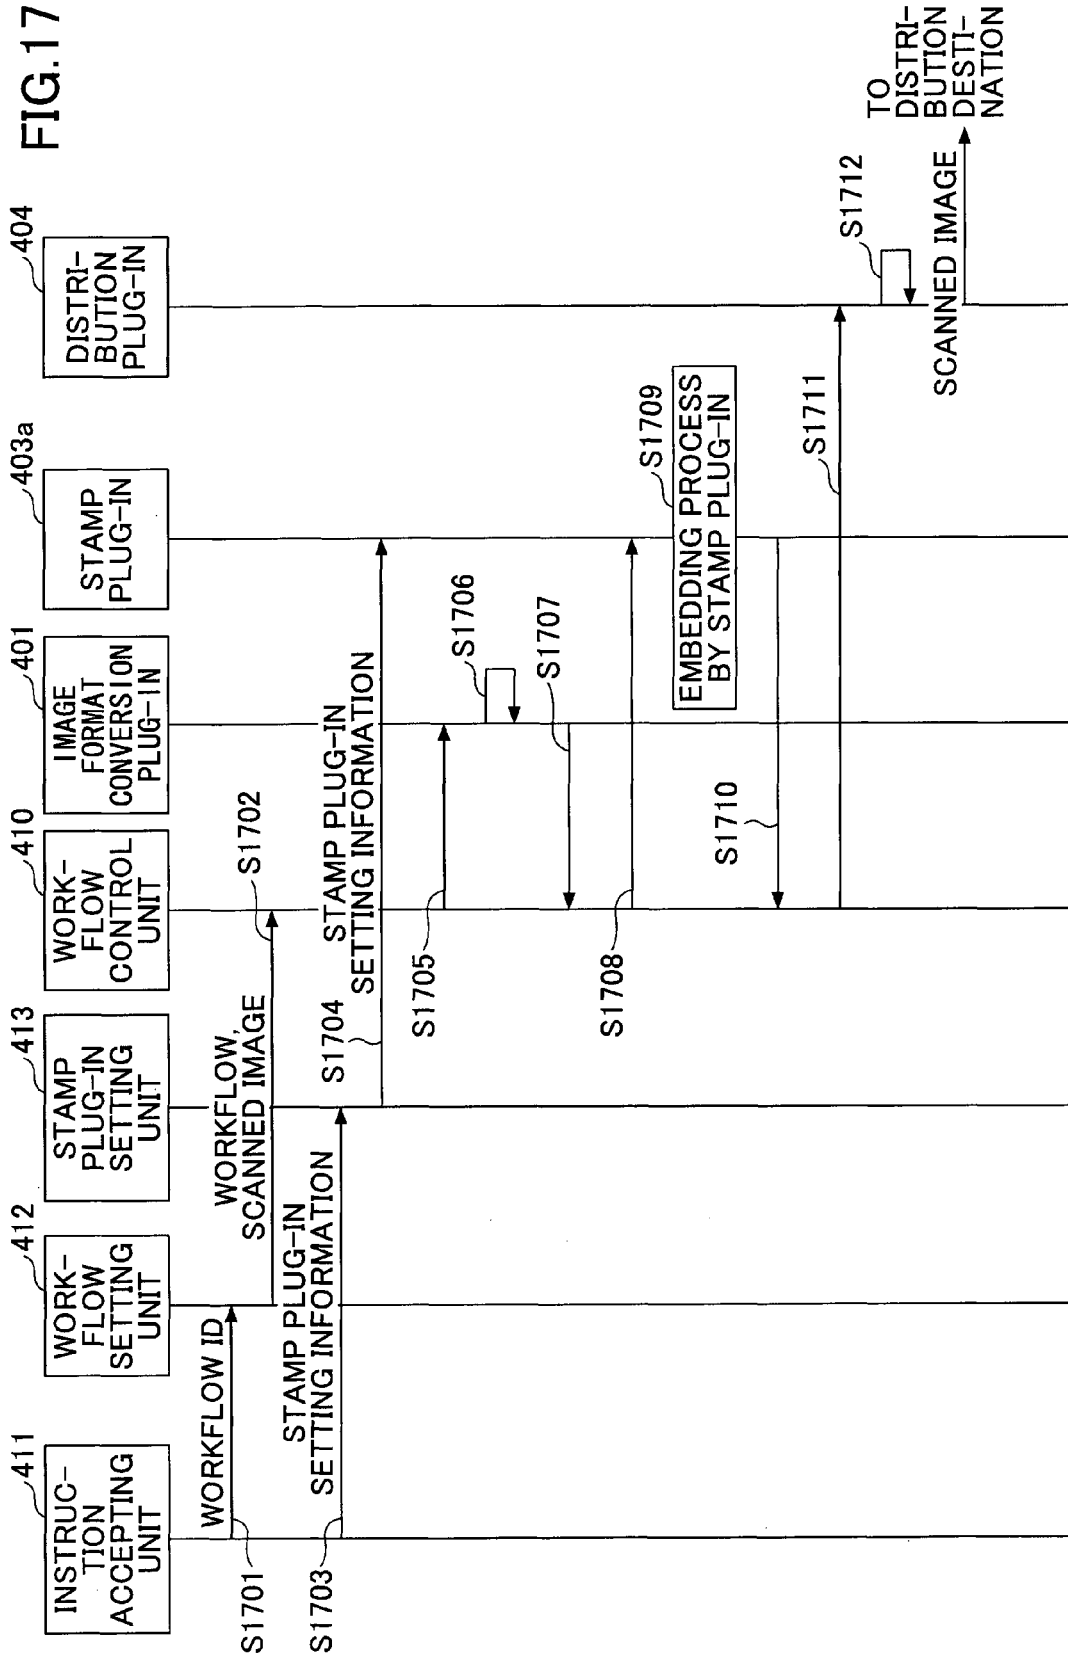 FIG.17
411
INSTRUC-
TION
ACCEPTING
UNIT
412
WORK-
FLOW
SETTING
UNIT
413
STAMP
PLUG-IN
SETTING
UNIT
410
WORK-
FLOW
CONTROL
UNIT
401
IMAGE
FORMAT
CONVERSION
PLUG-IN
403a
STAMP
PLUG-IN
404
DISTRI-
BUTION
PLUG-IN
WORKFLOW ID
S1701
WORKFLOW,
SCANNED IMAGE
S1702
STAMP PLUG-IN
SETTING INFORMATION
S1703
S1704
STAMP PLUG-IN
SETTING INFORMATION
S1705
S1706
S1707
S1708
S1709
EMBEDDING PROCESS
BY STAMP PLUG-IN
S1710
S1711
S1712
SCANNED IMAGE
TO
DISTRI-
BUTION
DESTI-
NATION